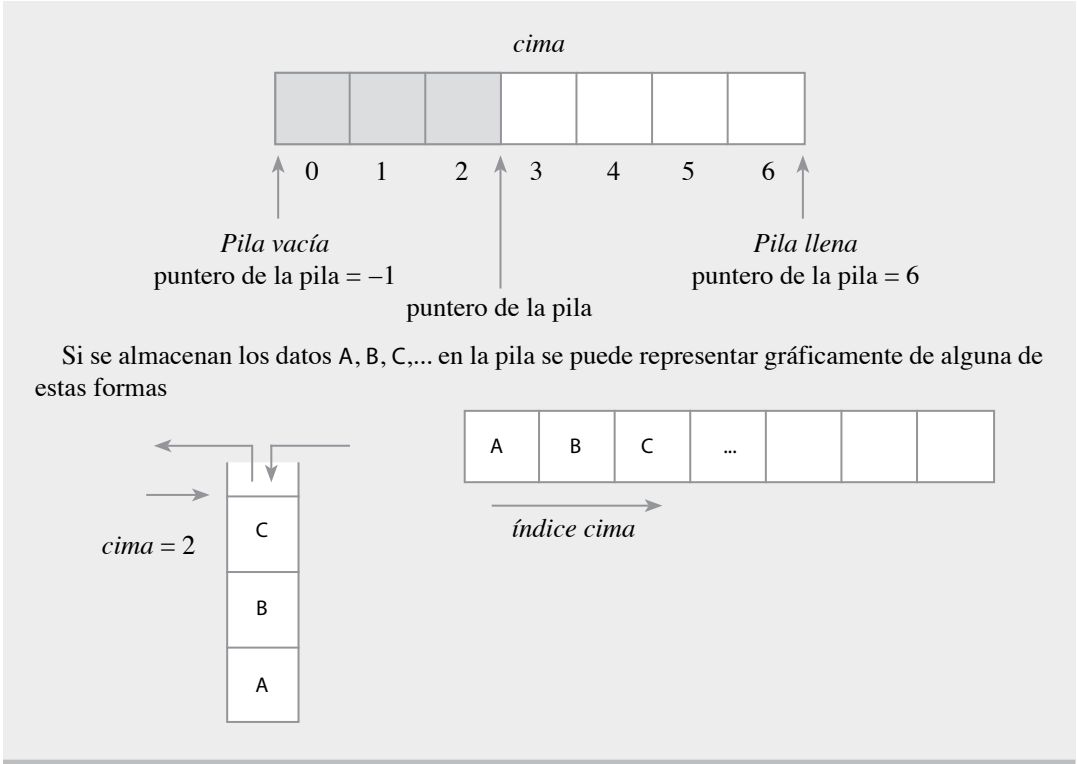 cima
0 1 2 3 4 5 6
Pila vacía
puntero de la pila = –1
Pila llena
puntero de la pila = 6
puntero de la pila
Si se almacenan los datos A, B, C,... en la pila se puede representar gráficamente de alguna de
estas formas
A B C ...
índice cima
cima = 2
C
B
A